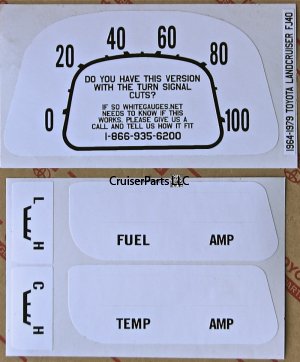 20 40 60 80
0 100
DO YOU HAVE THIS VERSION
WITH THE TURN SIGNAL
CUTS?
IF SO WHITEGAUGES.NET
NEEDS TO KNOW IF THIS
WORKS. PLEASE GIVE US A
CALL AND TELL US HOW IT FIT
1-866-935-6200
1964-1979 TOYOTA LANDCRUISER FJ40
CruiserParts LLC
L
H
FUEL AMP
C
H
TEMP AMP